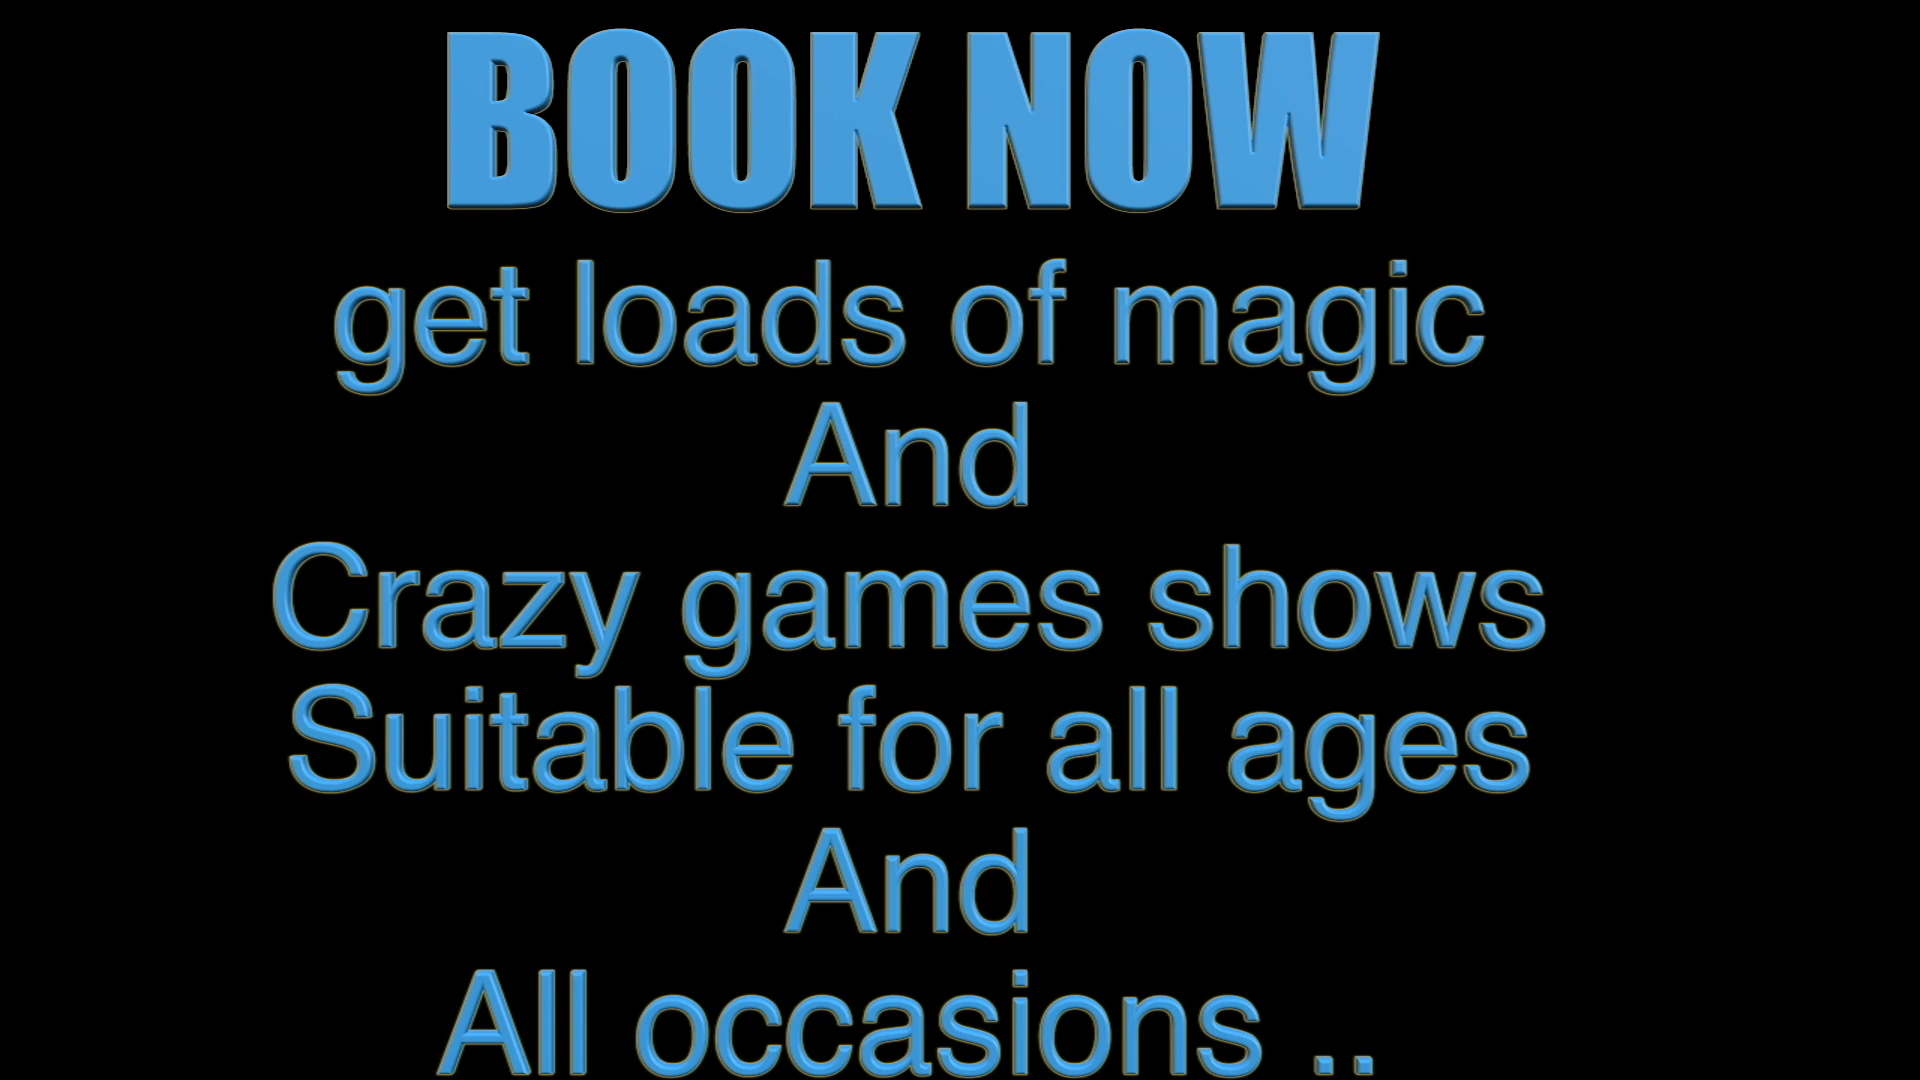 BOOK NOW
get loads of magic
And
Crazy games shows
Suitable for all ages
And
All occasions ..